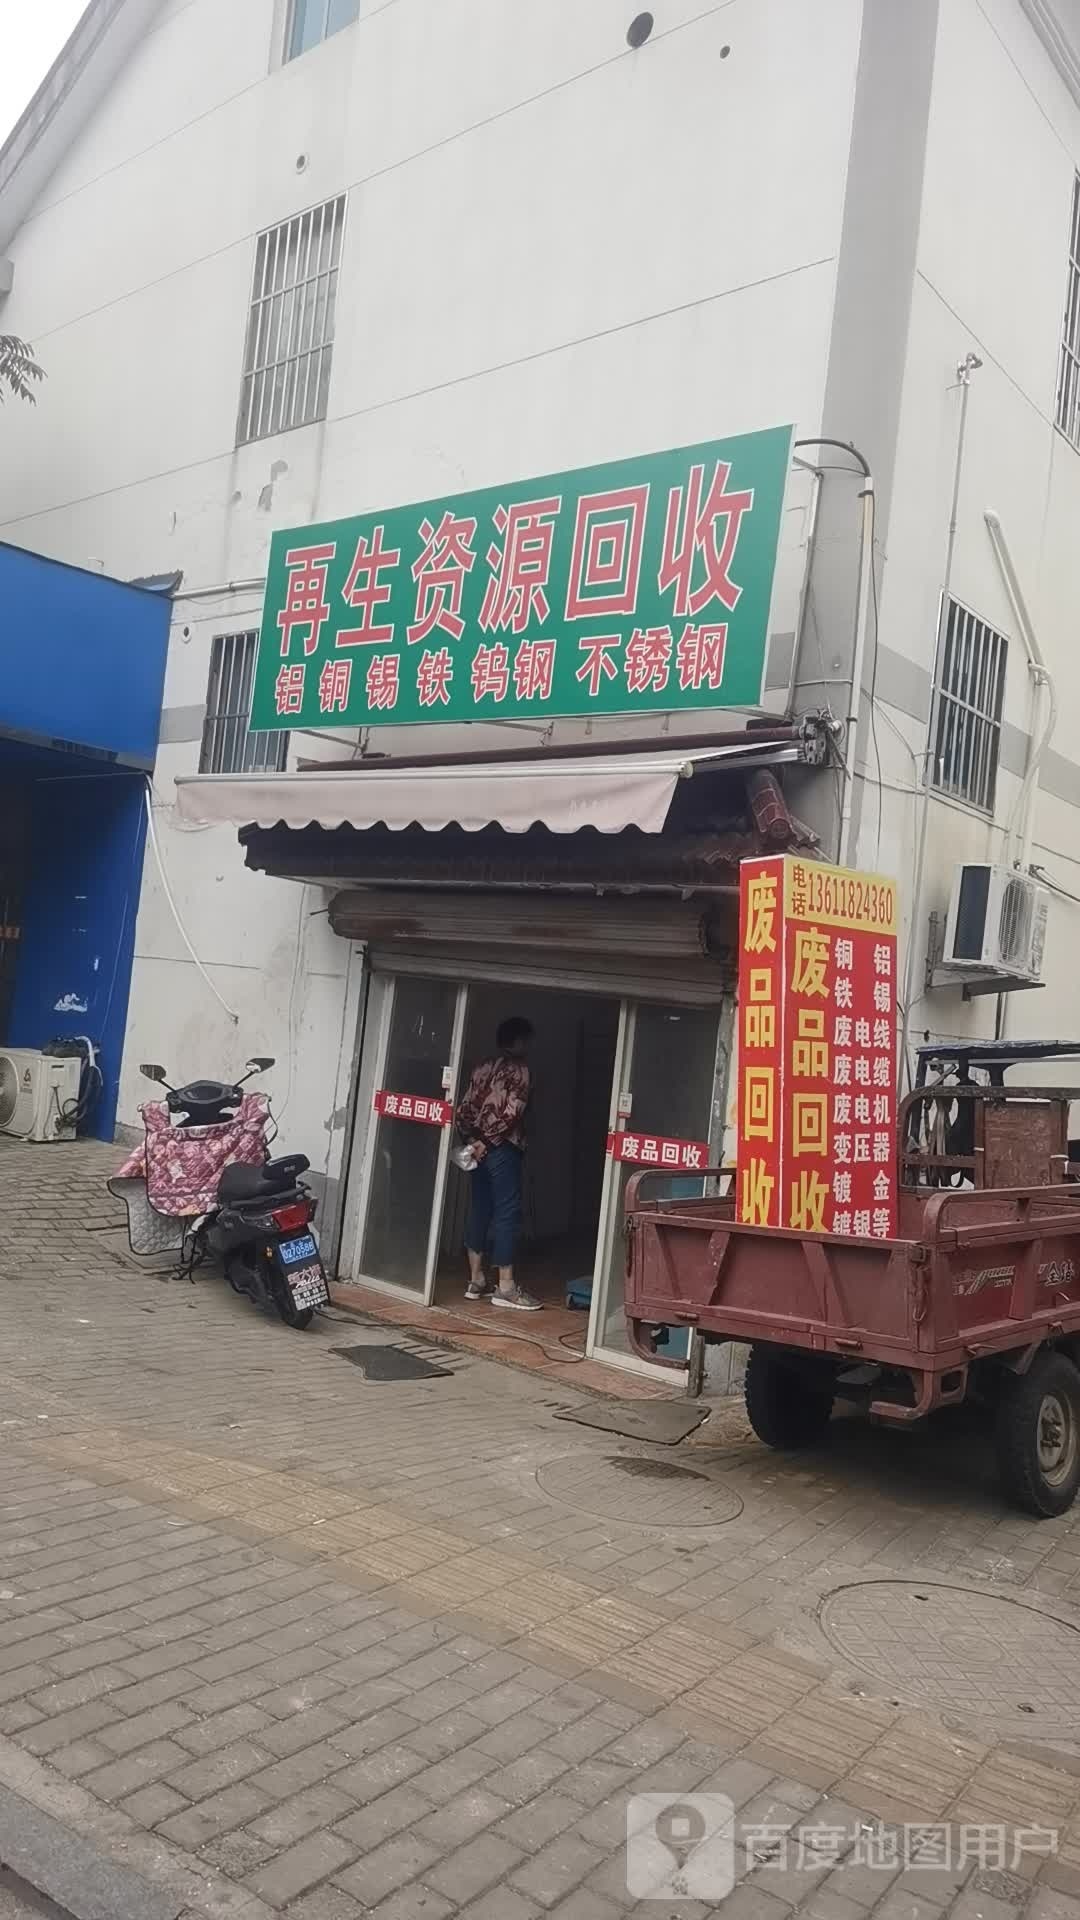 再生资源回收
铝 铜 锡 铁 钨钢 不锈钢
废品回收
电话13611824360
废品回收
铜 铝
铁 锡
废电线
废电缆
废电机
变压器
镀 金
镀银等
废品回收
废品回收
百度地图用户